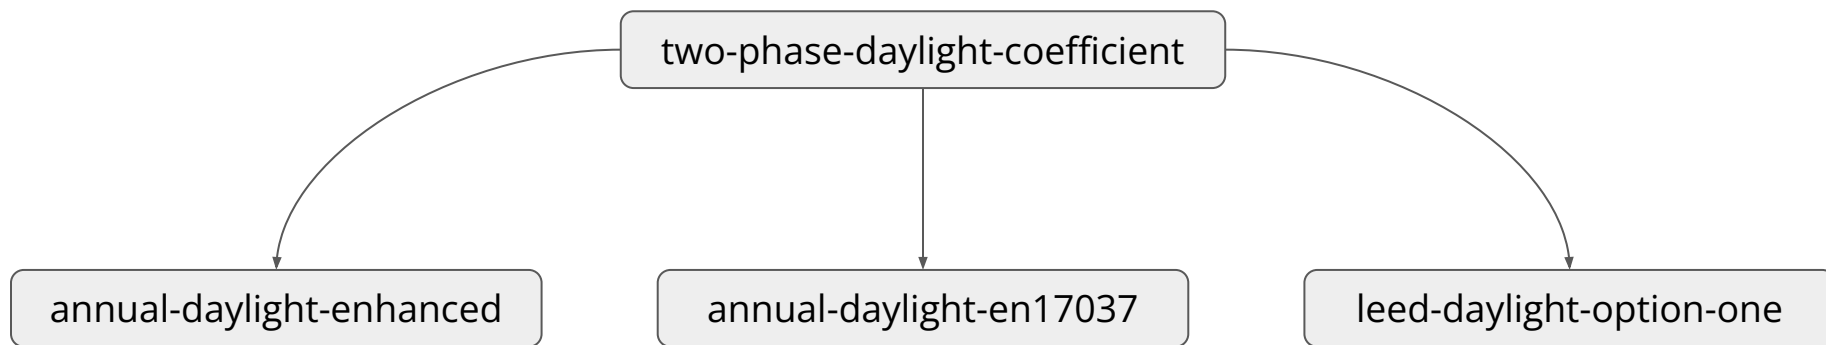 two-phase-daylight-coefficient
annual-daylight-enhanced
annual-daylight-en17037
leed-daylight-option-one